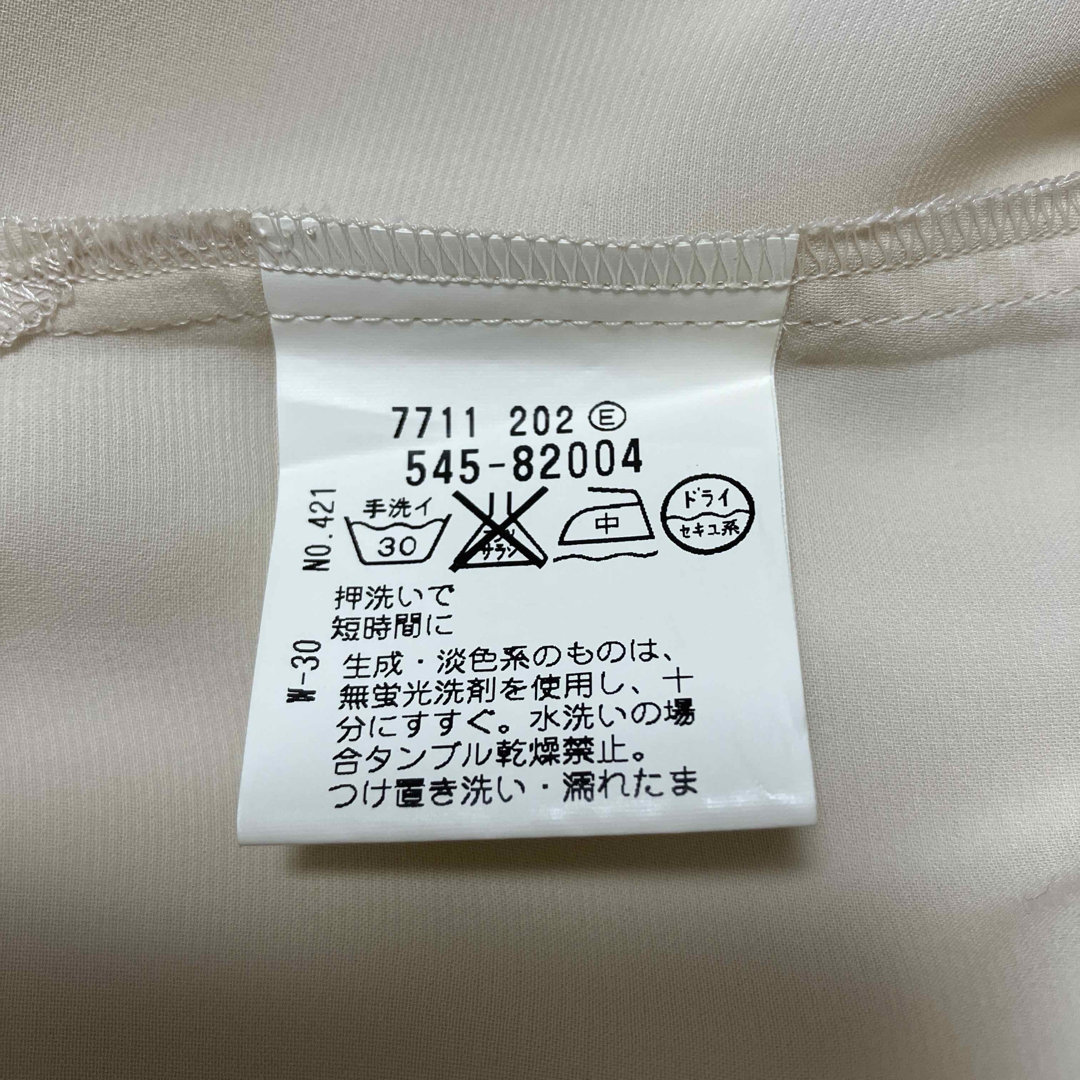 7711 202 Ⓔ
545-82004
手洗イ
30
サラシ
中
ドライ
セキユ系
NO.421
W-30
押洗いで
短時間に
生成・淡色系のものは、
無蛍光洗剤を使用し、十
分にすすぐ。水洗いの場
合タンブル乾燥禁止。
つけ置き洗い・濡れたま